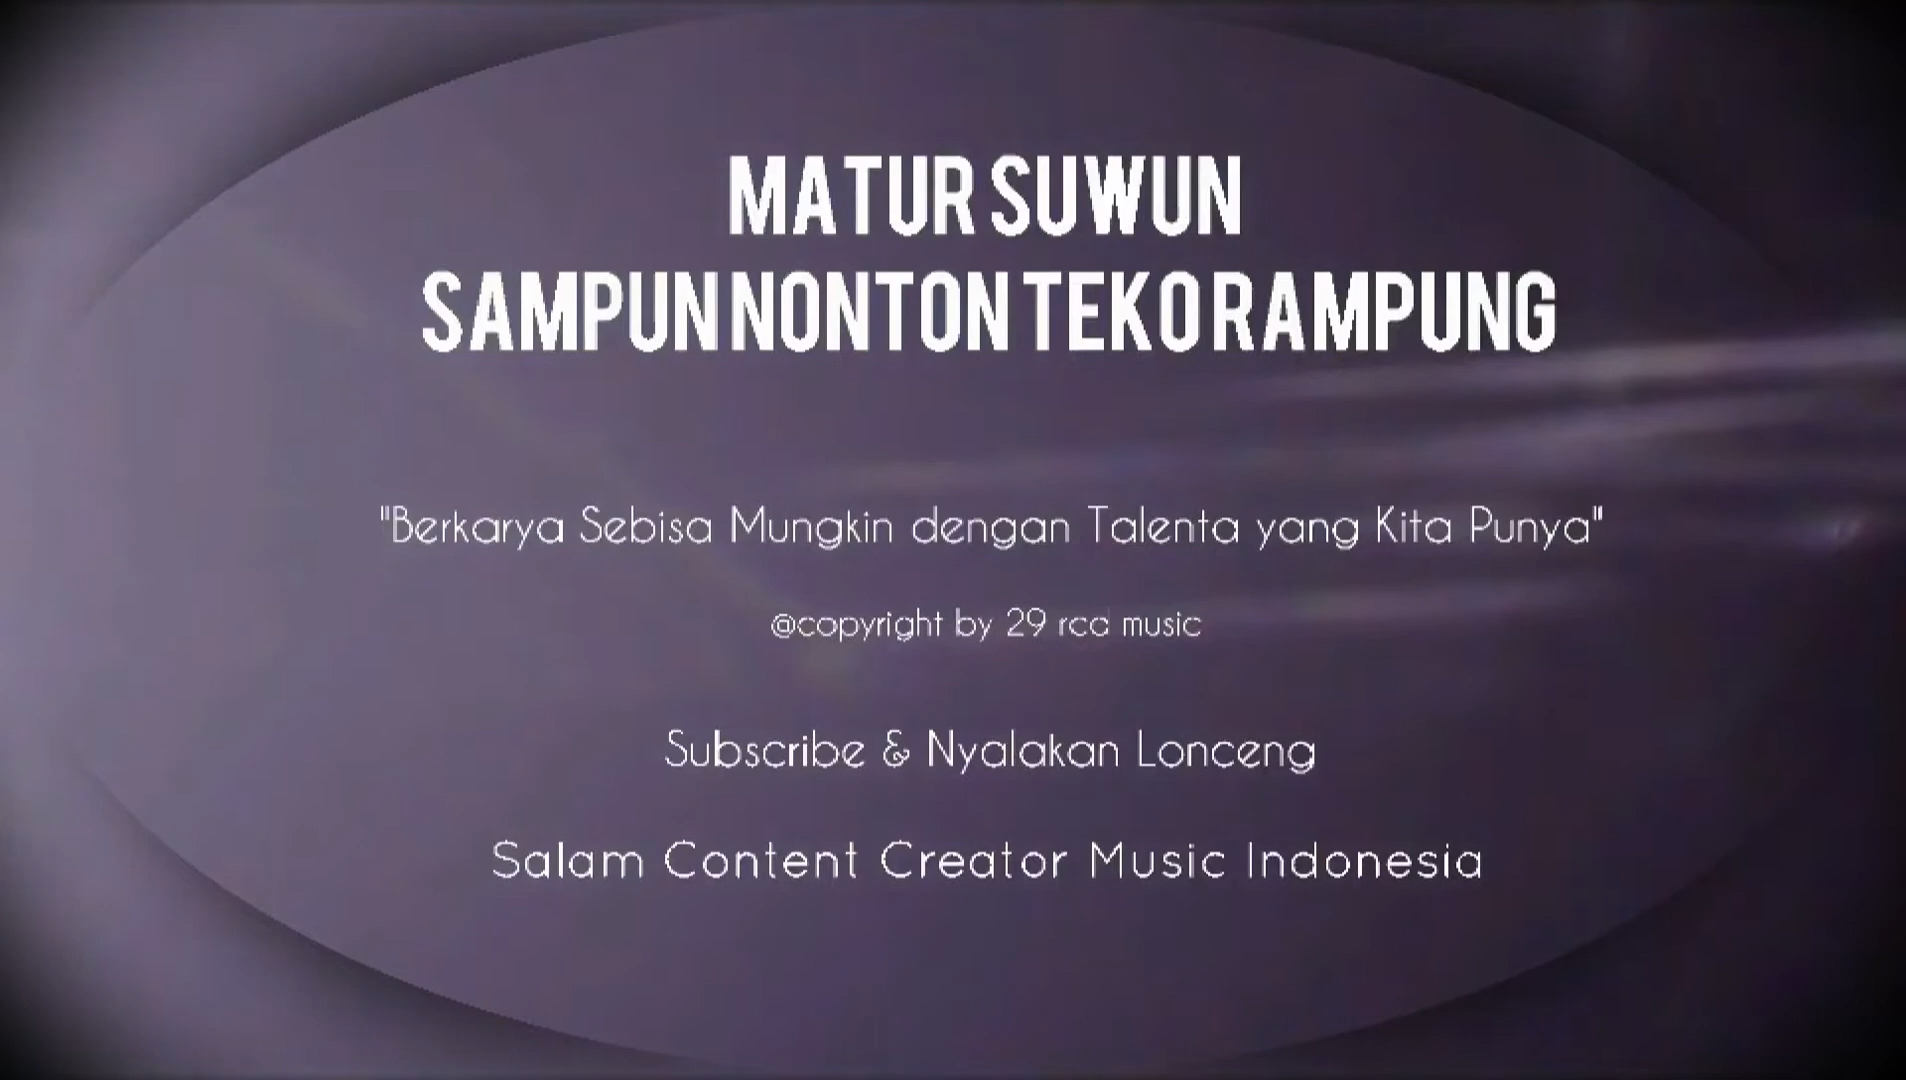 MATUR SUWUN
SAMPUN NONTON TEKO RAMPUNG
"Berkarya Sebisa Mungkin dengan Talenta yang Kita Punya"
@copyright by 29 rcd music
Subscribe & Nyalakan Lonceng
Salam Content Creator Music Indonesia